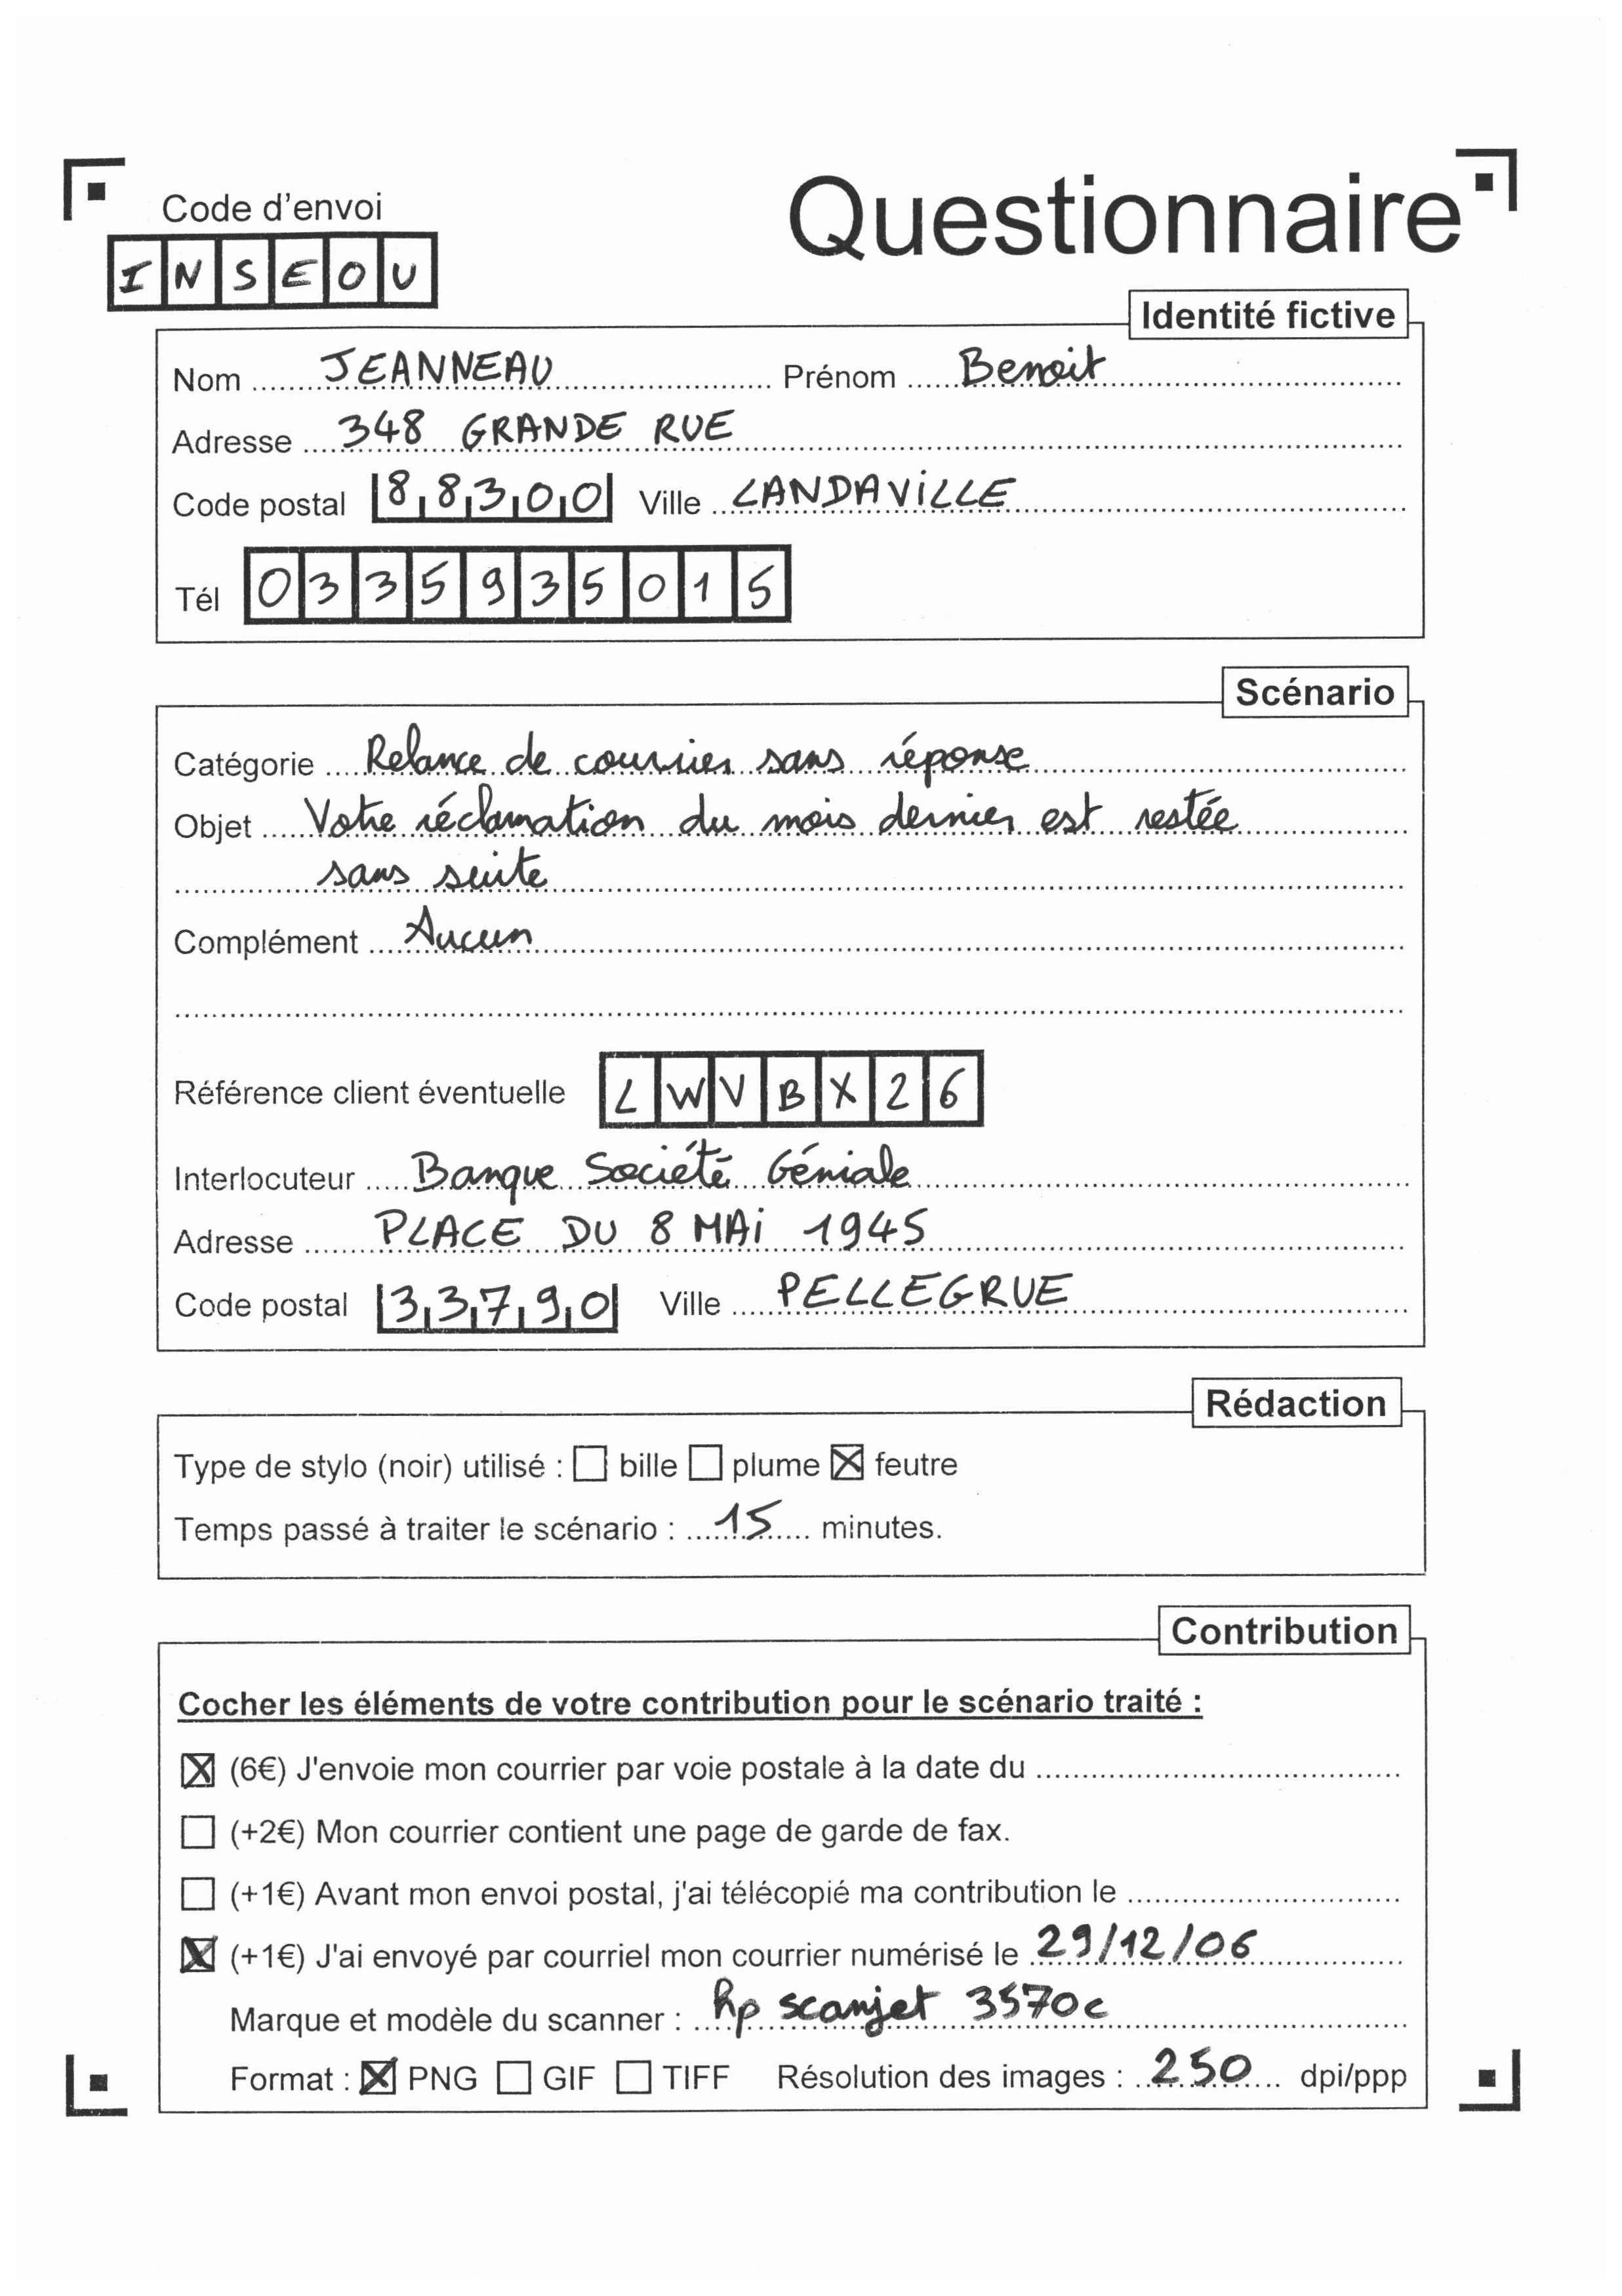 Code d'envoi
Questionnaire
INSEOU
Identité fictive
Nom JEANNEAU Prénom Benoit
Adresse 348 GRANDE RUE
Code postal 88300 Ville LANDAVILLE
Tél 0335935015
Scénario
Catégorie Relance de courrier sans réponse
Objet Votre réclamation du mois dernier est restée
sans suite
Complément Aucun
Référence client éventuelle LWVBX26
Interlocuteur Banque Société Géniale
Adresse PLACE DU 8 MAI 1945
Code postal 33790 Ville PELLEGRUE
Rédaction
Type de stylo (noir) utilisé : ☐ bille ☐ plume ☒ feutre
Temps passé à traiter le scénario : 15 minutes.
Contribution
Cocher les éléments de votre contribution pour le scénario traité :
☒ (6€) J'envoie mon courrier par voie postale à la date du
☐ (+2€) Mon courrier contient une page de garde de fax.
☐ (+1€) Avant mon envoi postal, j'ai télécopié ma contribution le
☒ (+1€) J'ai envoyé par courriel mon courrier numérisé le 29/12/06
Marque et modèle du scanner : hp scanjet 3570c
Format : ☒ PNG ☐ GIF ☐ TIFF Résolution des images : 250 dpi/ppp